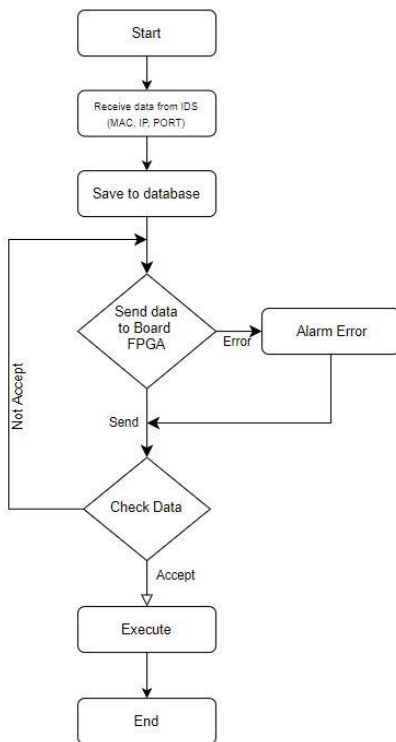 Start
Receive data from IDS
(MAC, IP, PORT)
Save to database
Send data
to Board
FPGA
Error
Alarm Error
Not Accept
Send
Check Data
Accept
Execute
End